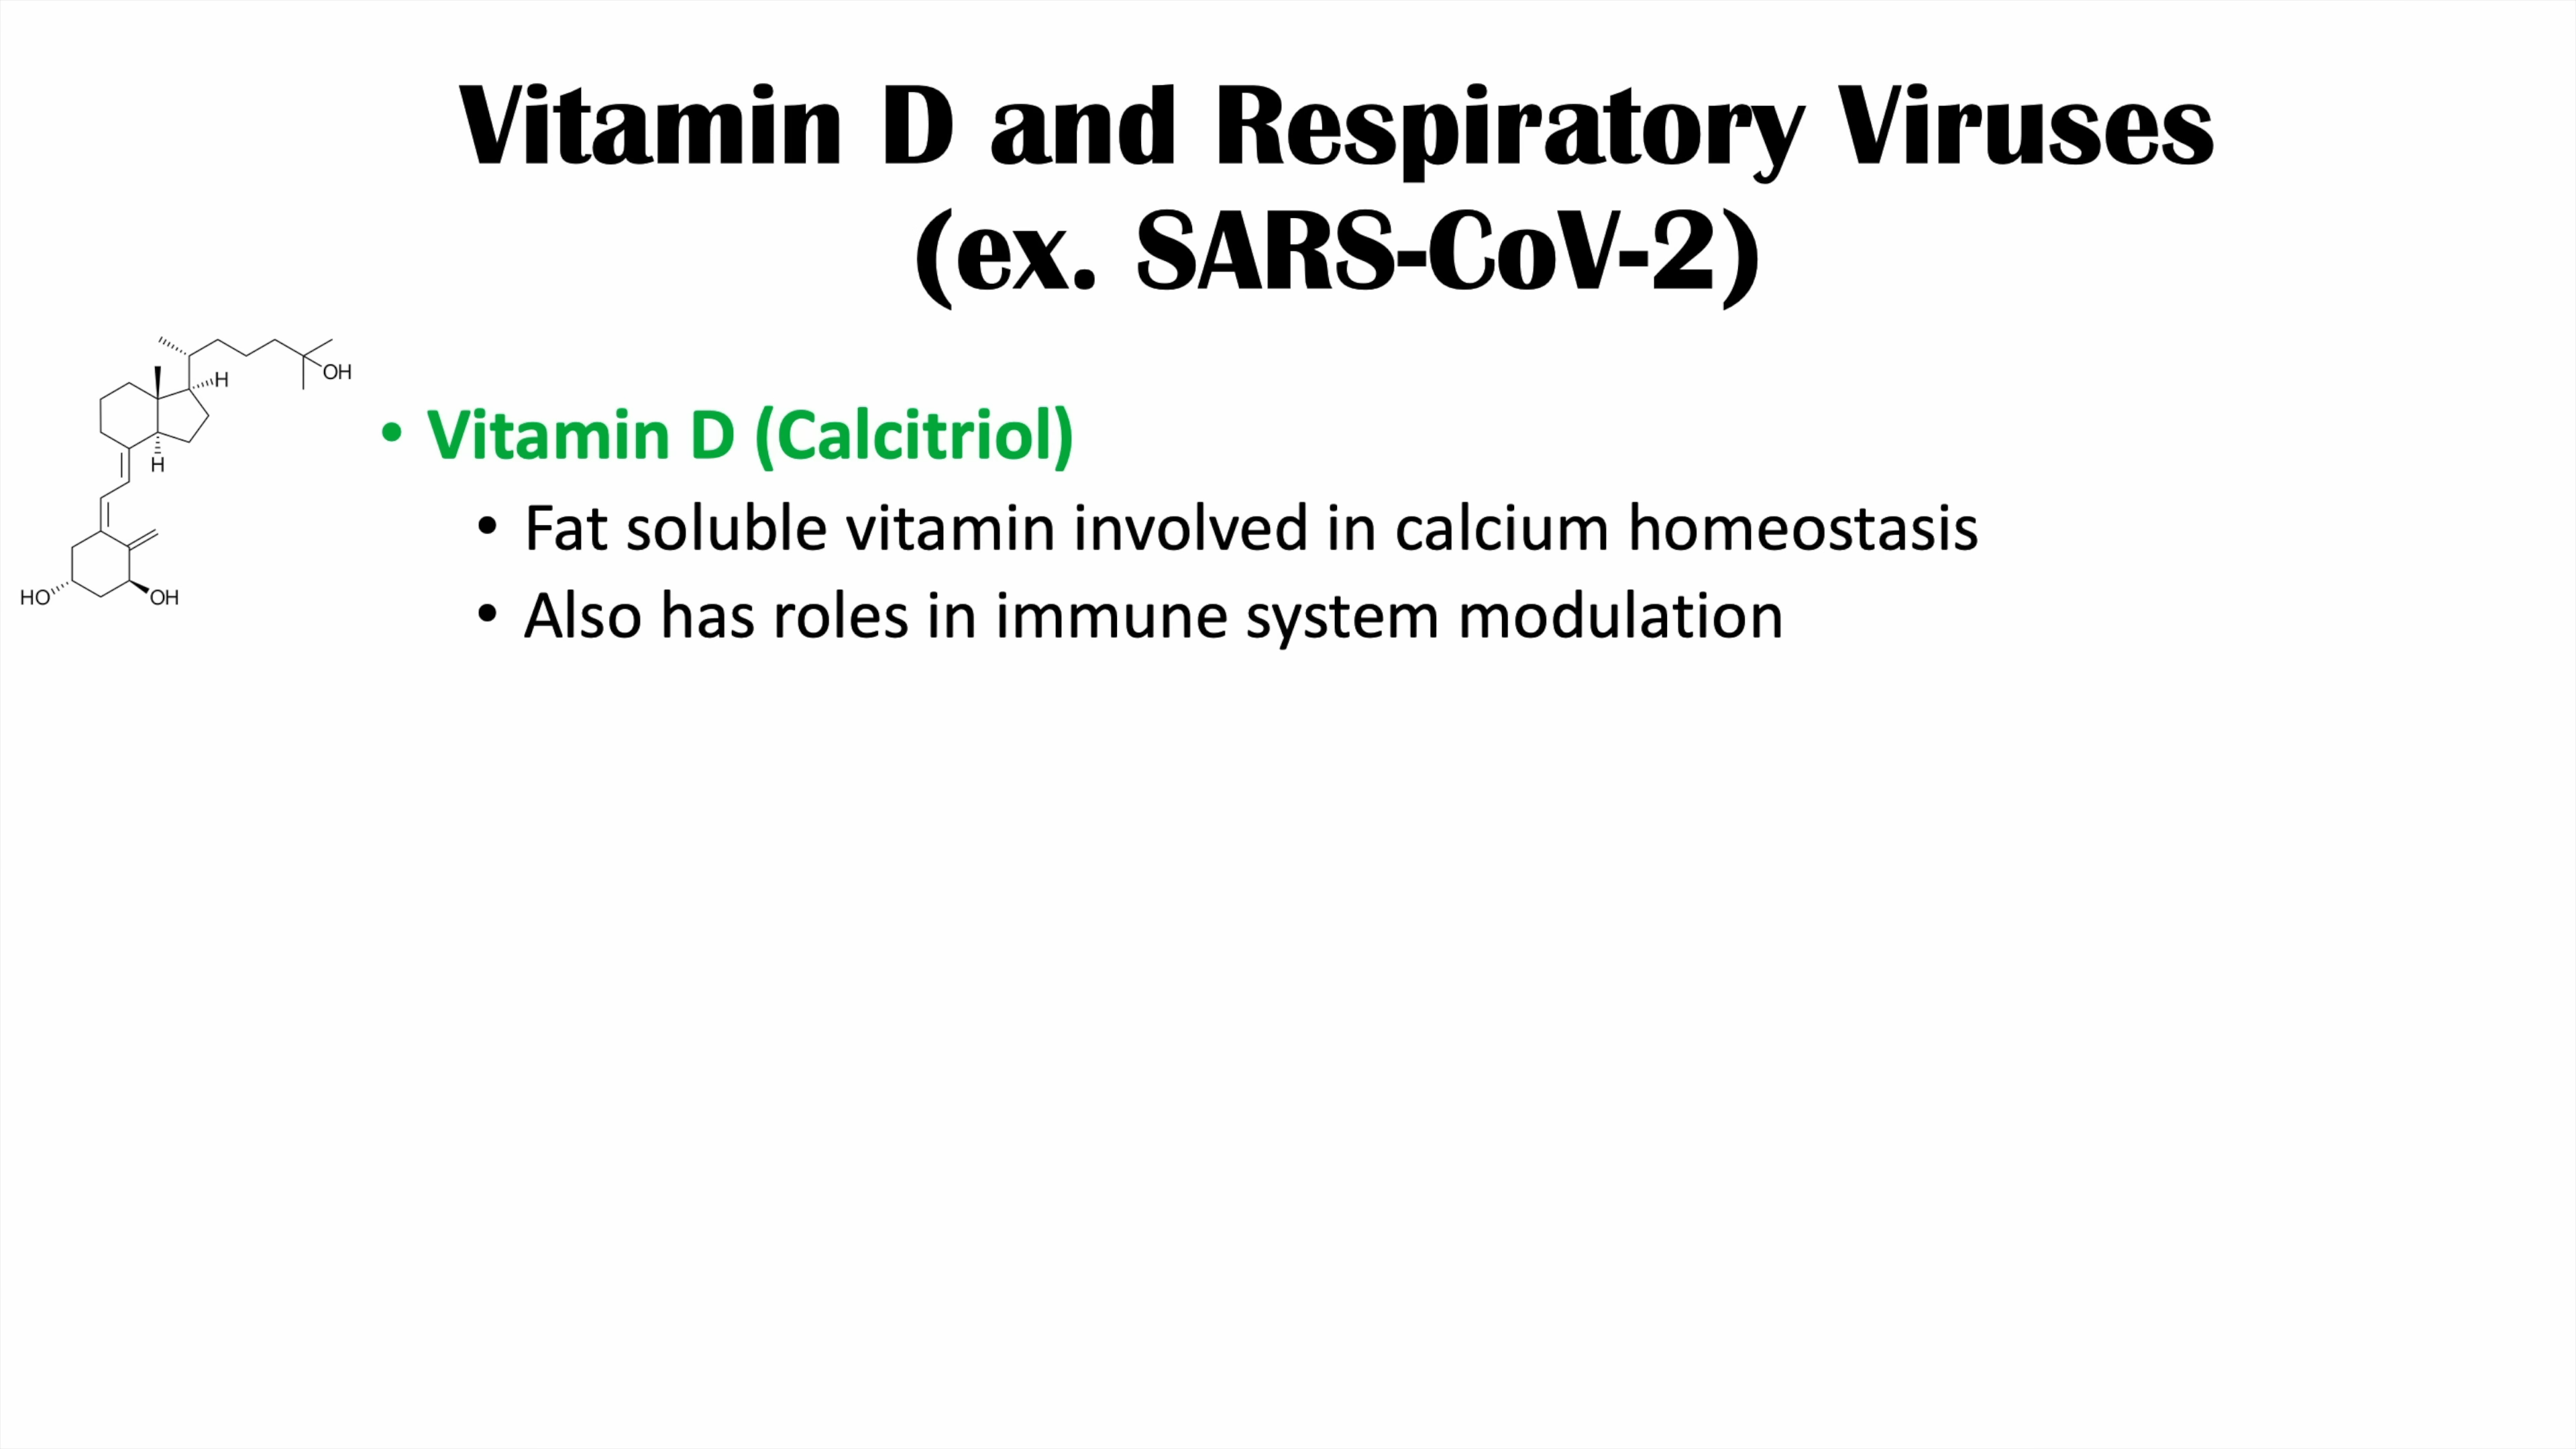 Vitamin D and Respiratory Viruses
(ex. SARS-CoV-2)
OH
H
H
HO
OH
• Vitamin D (Calcitriol)
• Fat soluble vitamin involved in calcium homeostasis
• Also has roles in immune system modulation